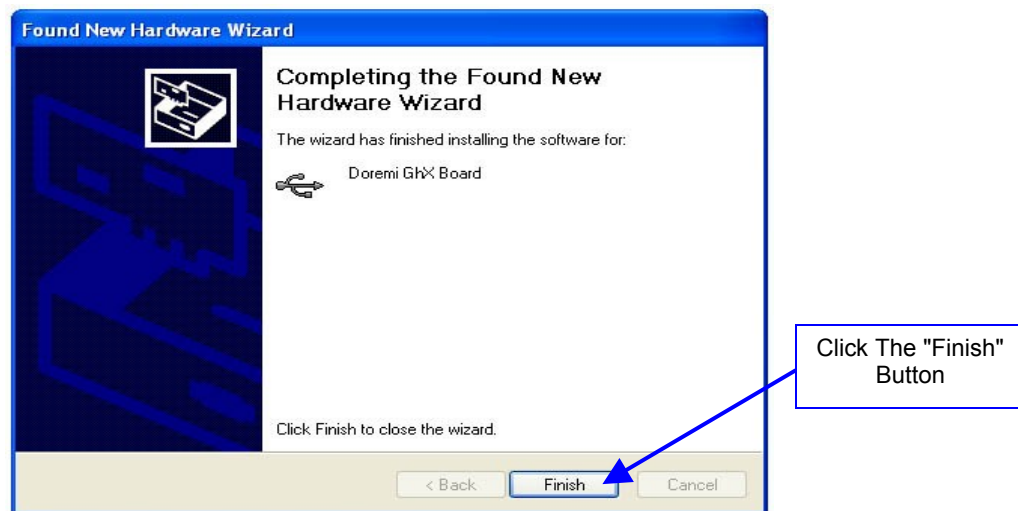 Found New Hardware Wizard
Completing the Found New
Hardware Wizard
The wizard has finished installing the software for:
Doremi GhX Board
Click Finish to close the wizard.
< Back
Finish
Cancel
Click The "Finish"
Button